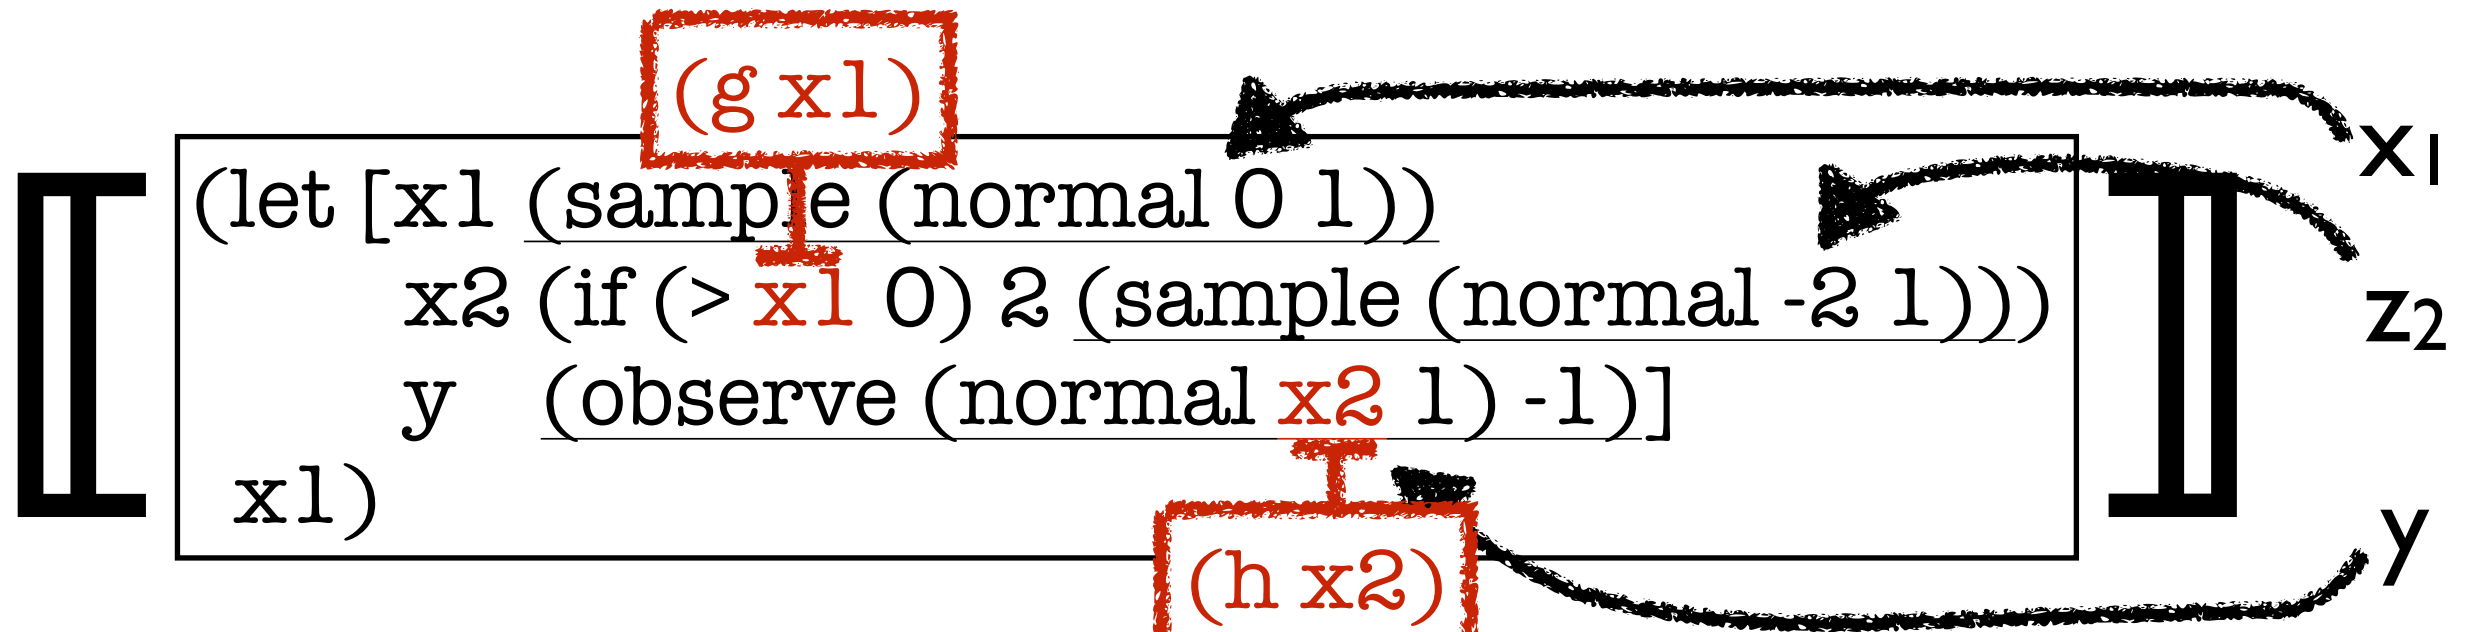 (g x1)
x1
(let [x1 (sample (normal 0 1))
x2 (if (> x1 0) 2 (sample (normal -2 1)))
z2
y (observe (normal x2 1) -1)]
x1)
y
(h x2)